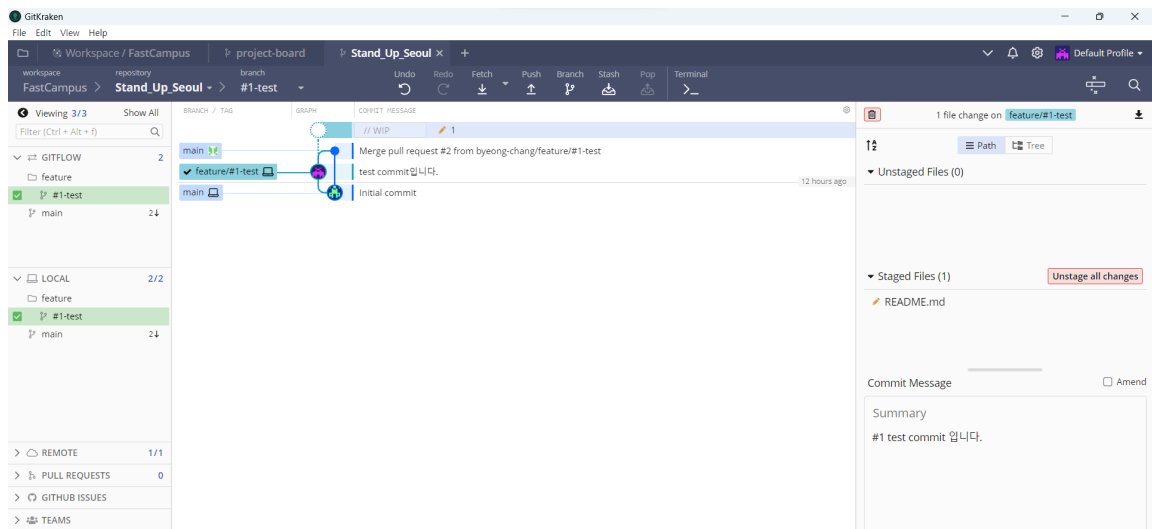 GitKraken
File Edit View Help
Workspace / FastCampus
project-board
Stand_Up_Seoul
Default Profile
workspace
FastCampus
repository
Stand_Up_Seoul
branch
#1-test
Undo
Redo
Fetch
Push
Branch
Stash
Pop
Terminal
Viewing 3/3 Show All
Filter (Ctrl + Alt + f)
GITFLOW 2
feature
#1-test
main 2
LOCAL 2/2
feature
#1-test
main 2
REMOTE 1/1
PULL REQUESTS 0
GITHUB ISSUES
TEAMS
BRANCH / TAG GRAPH COMMIT MESSAGE
// WIP 1
main Merge pull request #2 from byeong-chang/feature/#1-test
feature/#1-test test commit입니다.
12 hours ago
main Initial commit
1 file change on feature/#1-test
Path Tree
Unstaged Files (0)
Staged Files (1) Unstage all changes
README.md
Commit Message Amend
Summary
#1 test commit 입니다.